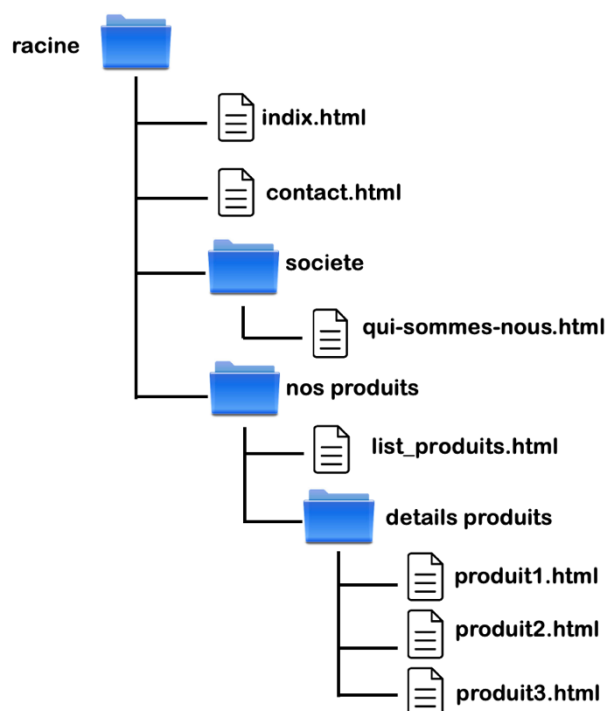 racine
indix.html
contact.html
societe
qui-sommes-nous.html
nos produits
list_produits.html
details produits
produit1.html
produit2.html
produit3.html